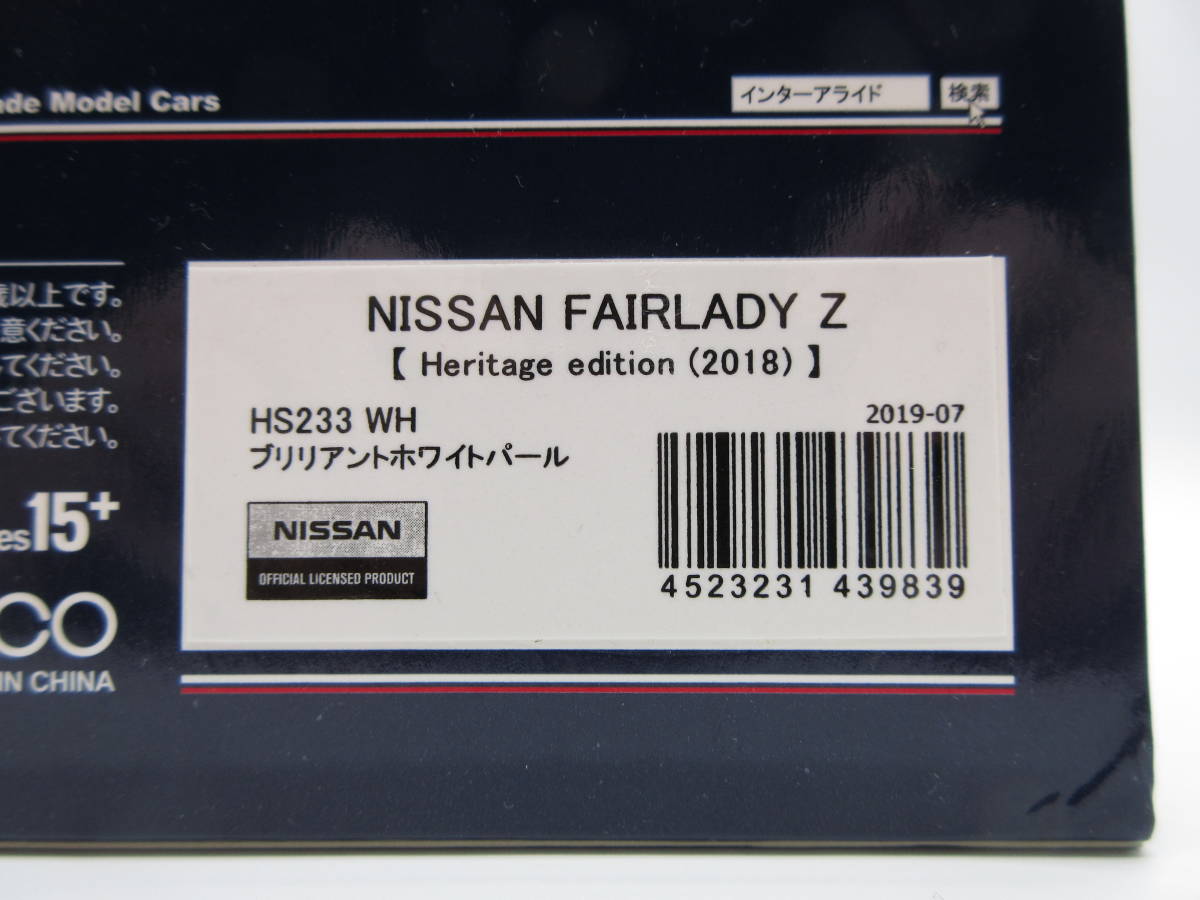 Model Cars
インターアライド 検索
以上です。
意ください。
てください。
ございます。
てください。
15+
CO
IN CHINA
NISSAN FAIRLADY Z
【 Heritage edition (2018) 】
HS233 WH
2019-07
ブリリアントホワイトパール
NISSAN
OFFICIAL LICENSED PRODUCT
4523231 439839